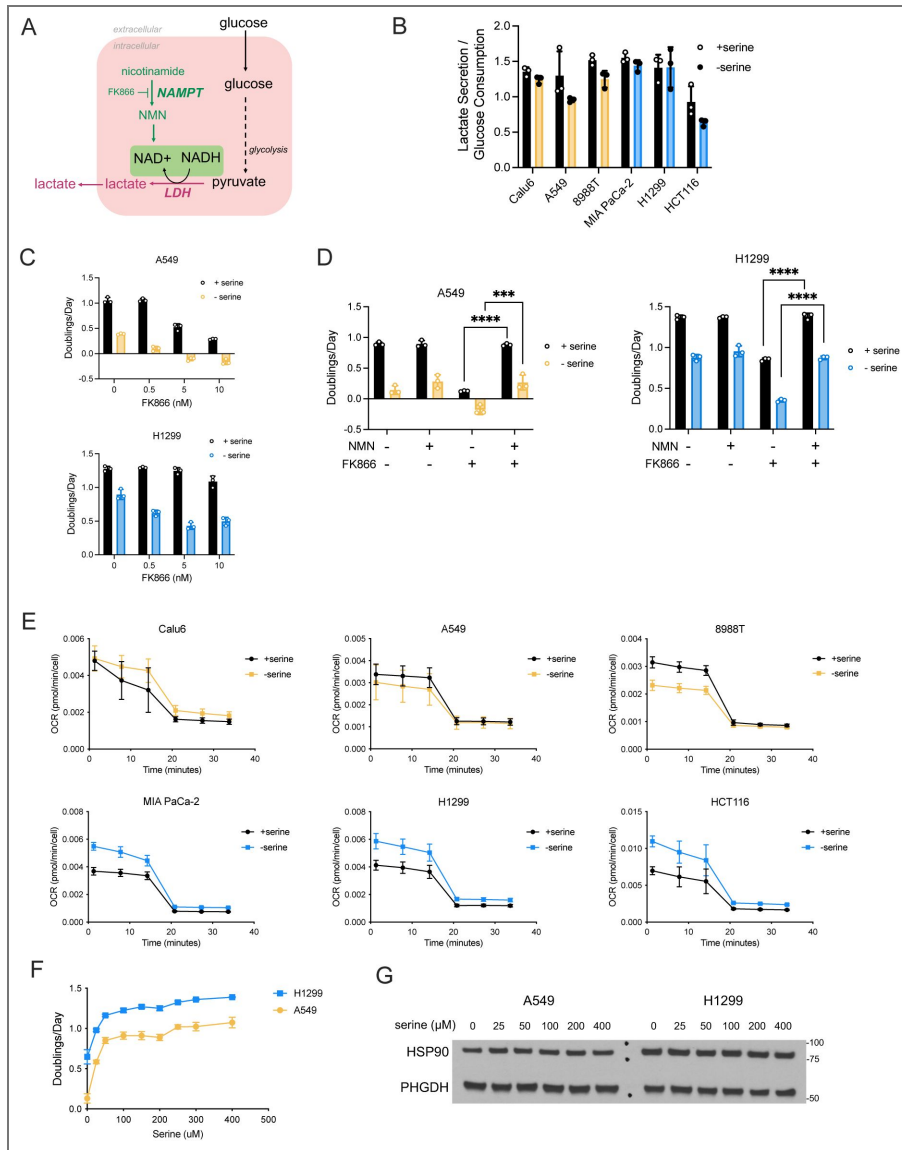 A
extracellular
intracellular
glucose
nicotinamide
FK866
NAMPT
glucose
NMN
glycolysis
NAD+ NADH
lactate
lactate
LDH
pyruvate
B
Lactate Secretion /
Glucose Consumption
2.0
1.5
1.0
0.5
0.0
+serine
-serine
Calu6
A549
8988T
MIA PaCa-2
H1299
HCT116
C
A549
Doublings/Day
1.5
1.0
0.5
0.0
-0.5
+ serine
- serine
0 0.5 5 10
FK866 (nM)
H1299
Doublings/Day
1.5
1.0
0.5
0.0
+ serine
- serine
0 0.5 5 10
FK866 (nM)
D
A549
Doublings/Day
1.5
1.0
0.5
0.0
-0.5
***
****
+ serine
- serine
NMN - + - +
FK866 - - + +
H1299
Doublings/Day
1.5
1.0
0.5
0.0
****
****
+ serine
- serine
NMN - + - +
FK866 - - + +
E
Calu6
OCR (pmol/min/cell)
0.006
0.004
0.002
0.000
+serine
-serine
0 10 20 30 40
Time (minutes)
A549
OCR (pmol/min/cell)
0.005
0.004
0.003
0.002
0.001
0.000
+serine
-serine
0 10 20 30 40
Time (minutes)
8988T
OCR (pmol/min/cell)
0.004
0.003
0.002
0.001
0.000
+serine
-serine
0 10 20 30 40
Time (minutes)
MIA PaCa-2
OCR (pmol/min/cell)
0.008
0.006
0.004
0.002
0.000
+serine
-serine
0 10 20 30 40
Time (minutes)
H1299
OCR (pmol/min/cell)
0.008
0.006
0.004
0.002
0.000
+serine
-serine
0 10 20 30 40
Time (minutes)
HCT116
OCR (pmol/min/cell)
0.015
0.010
0.005
0.000
+serine
-serine
0 10 20 30 40
Time (minutes)
F
Doublings/Day
1.5
1.0
0.5
0.0
H1299
A549
0 100 200 300 400 500
Serine (uM)
G
A549 H1299
serine (µM) 0 25 50 100 200 400 0 25 50 100 200 400
HSP90
-100
-75
PHGDH
-50